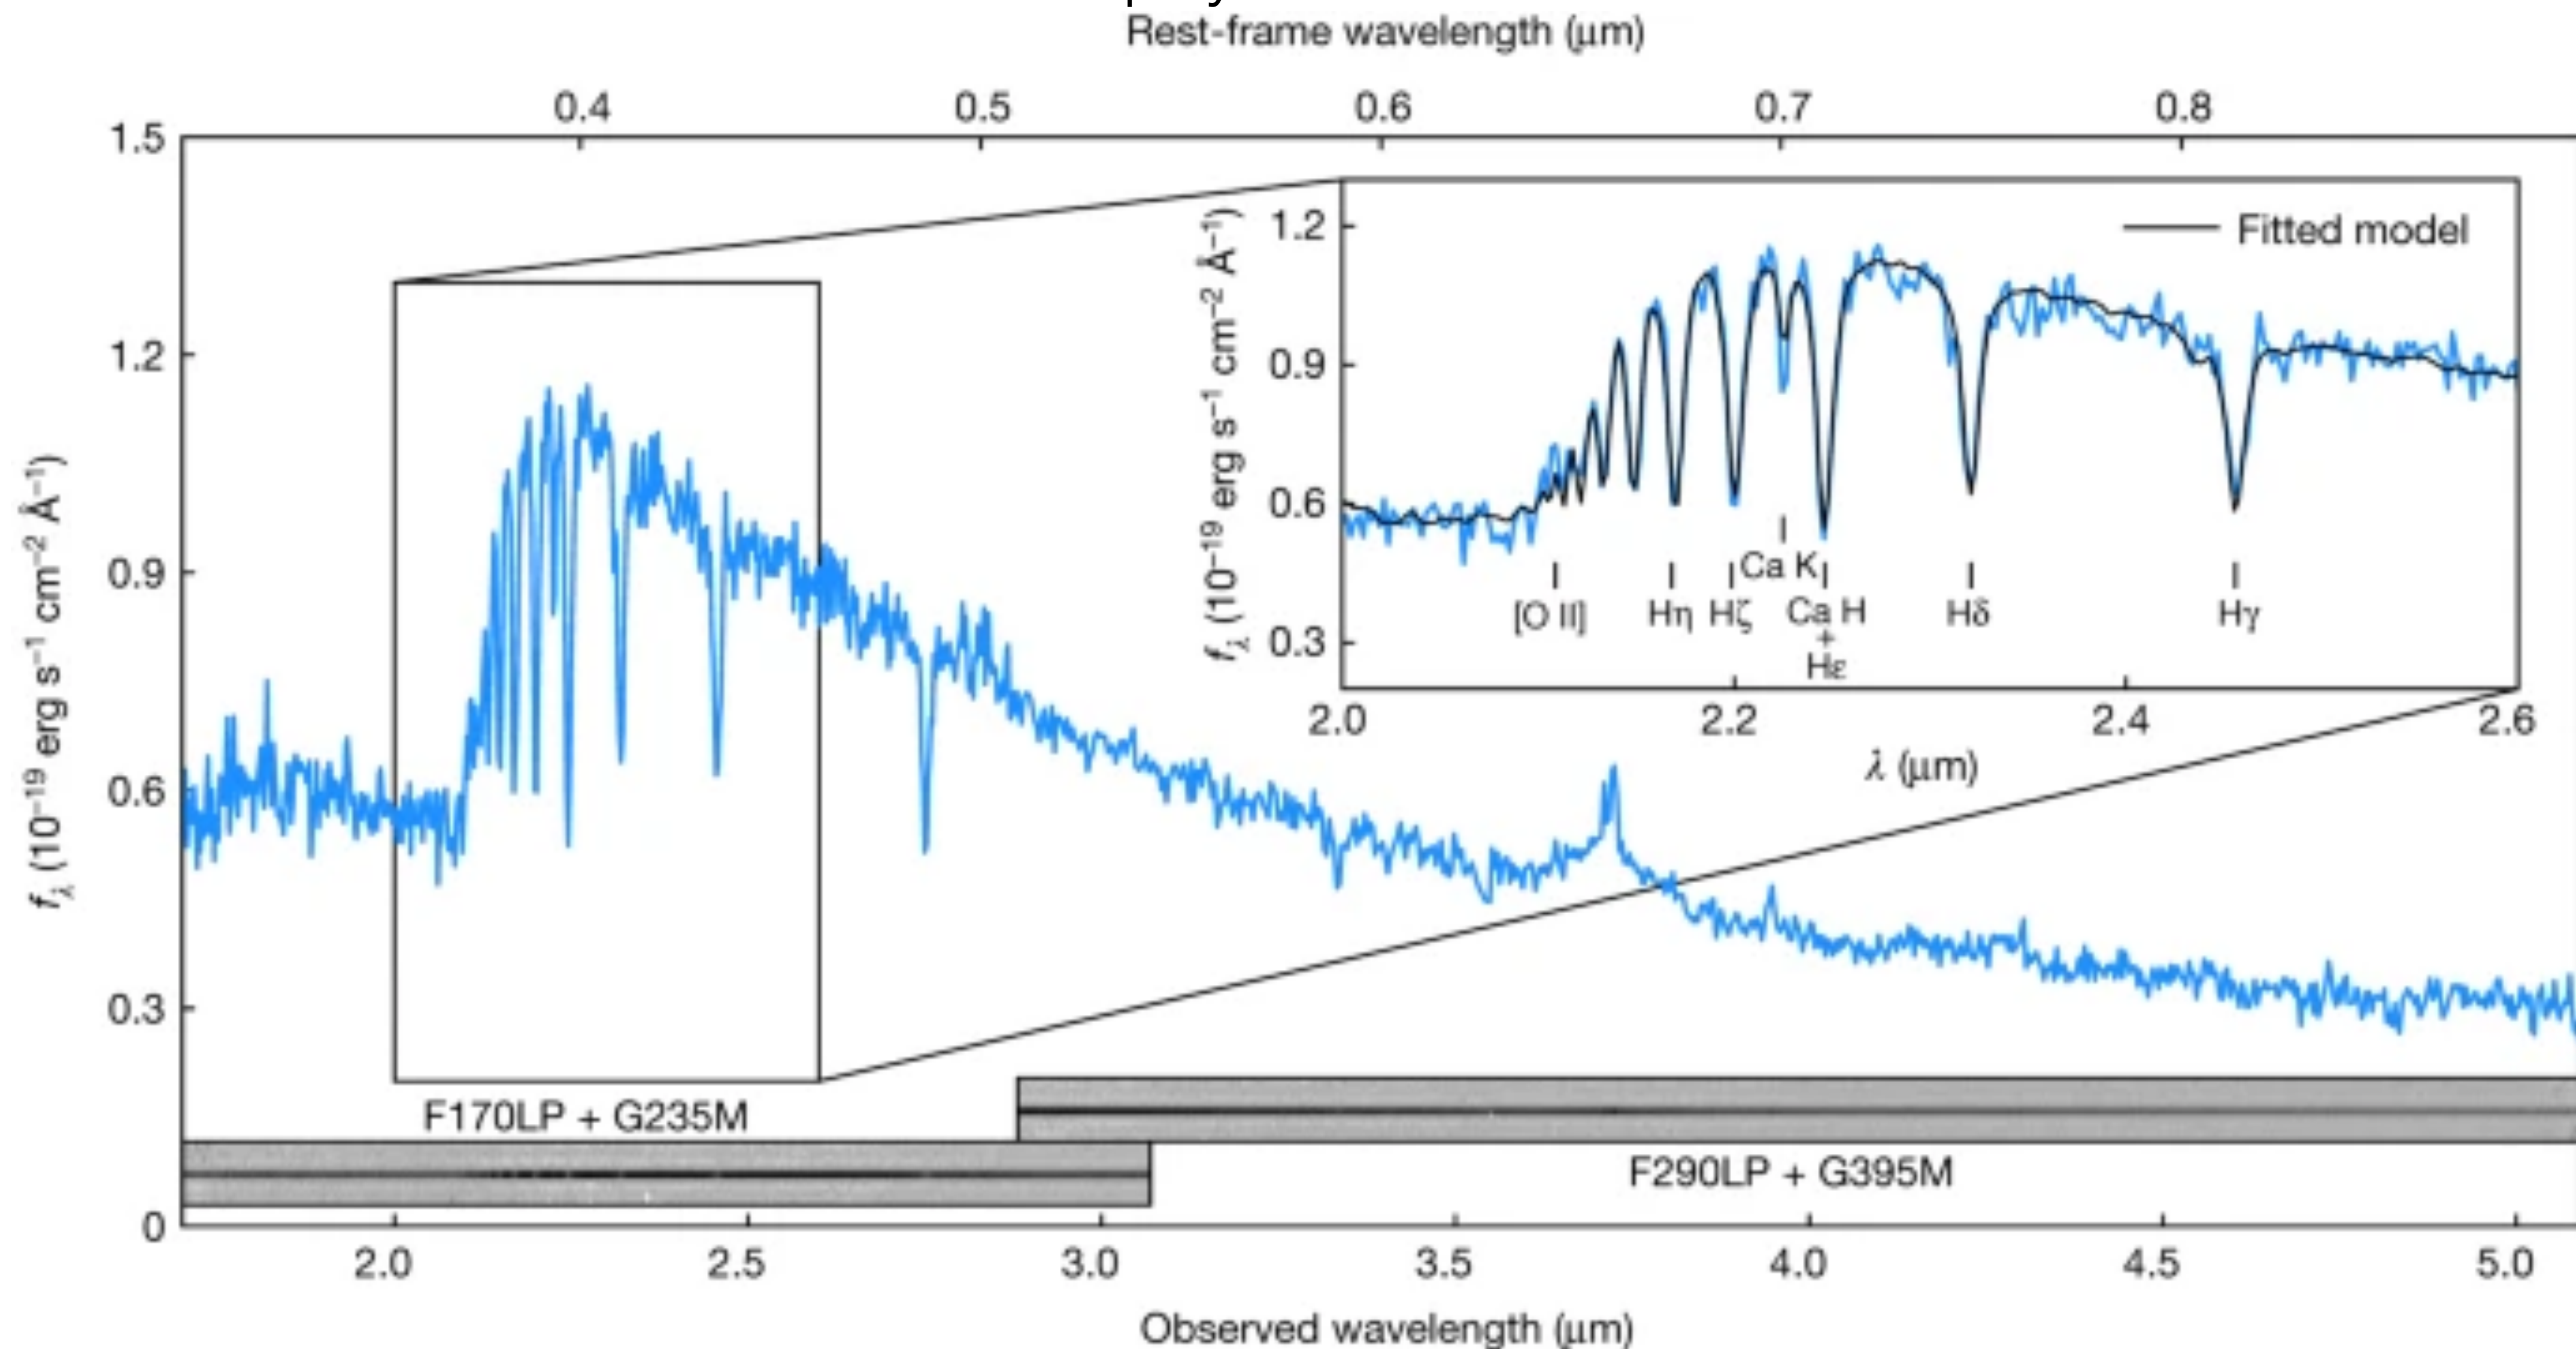 Rest-frame wavelength (μm)
0.4 0.5 0.6 0.7 0.8
1.5
1.2
0.9
0.6
0.3
0
fλ (10⁻¹⁹ erg s⁻¹ cm⁻² Å⁻¹)
1.2
0.9
0.6
0.3
fλ (10⁻¹⁹ erg s⁻¹ cm⁻² Å⁻¹)
Fitted model
Ca K
[O II] Hη Hζ Ca H Hδ Hγ
+
Hε
2.0 2.2 2.4 2.6
λ (μm)
F170LP + G235M
F290LP + G395M
2.0 2.5 3.0 3.5 4.0 4.5 5.0
Observed wavelength (μm)